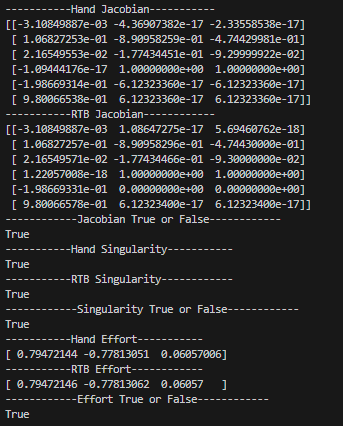 -----------Hand Jacobian-----------
[[-3.10849887e-03 -4.36907382e-17 -2.33558538e-17]
 [ 1.06827253e-01 -8.90958259e-01 -4.74429981e-01]
 [ 2.16549553e-02 -1.77434451e-01 -9.29999922e-02]
 [-1.09444176e-17  1.00000000e+00  1.00000000e+00]
 [-1.98669314e-01 -6.12323360e-17 -6.12323360e-17]
 [ 9.80066538e-01  6.12323360e-17  6.12323360e-17]]
-----------RTB Jacobian-----------
[[-3.10849887e-03  1.08647275e-17  5.69460762e-18]
 [ 1.06827257e-01 -8.90958296e-01 -4.74430000e-01]
 [ 2.16549571e-02 -1.77434466e-01 -9.30000000e-02]
 [ 1.22057008e-18  1.00000000e+00  1.00000000e+00]
 [-1.98669331e-01  0.00000000e+00  0.00000000e+00]
 [ 9.80066578e-01  6.12323400e-17  6.12323400e-17]]
------------Jacobian True or False------------
True
-----------Hand Singularity-----------
True
-----------RTB Singularity------------
True
------------Singularity True or False------------
True
-----------Hand Effort-----------
[ 0.79472144 -0.77813051  0.06057006]
-----------RTB Effort------------
[ 0.79472146 -0.77813062  0.06057   ]
------------Effort True or False------------
True